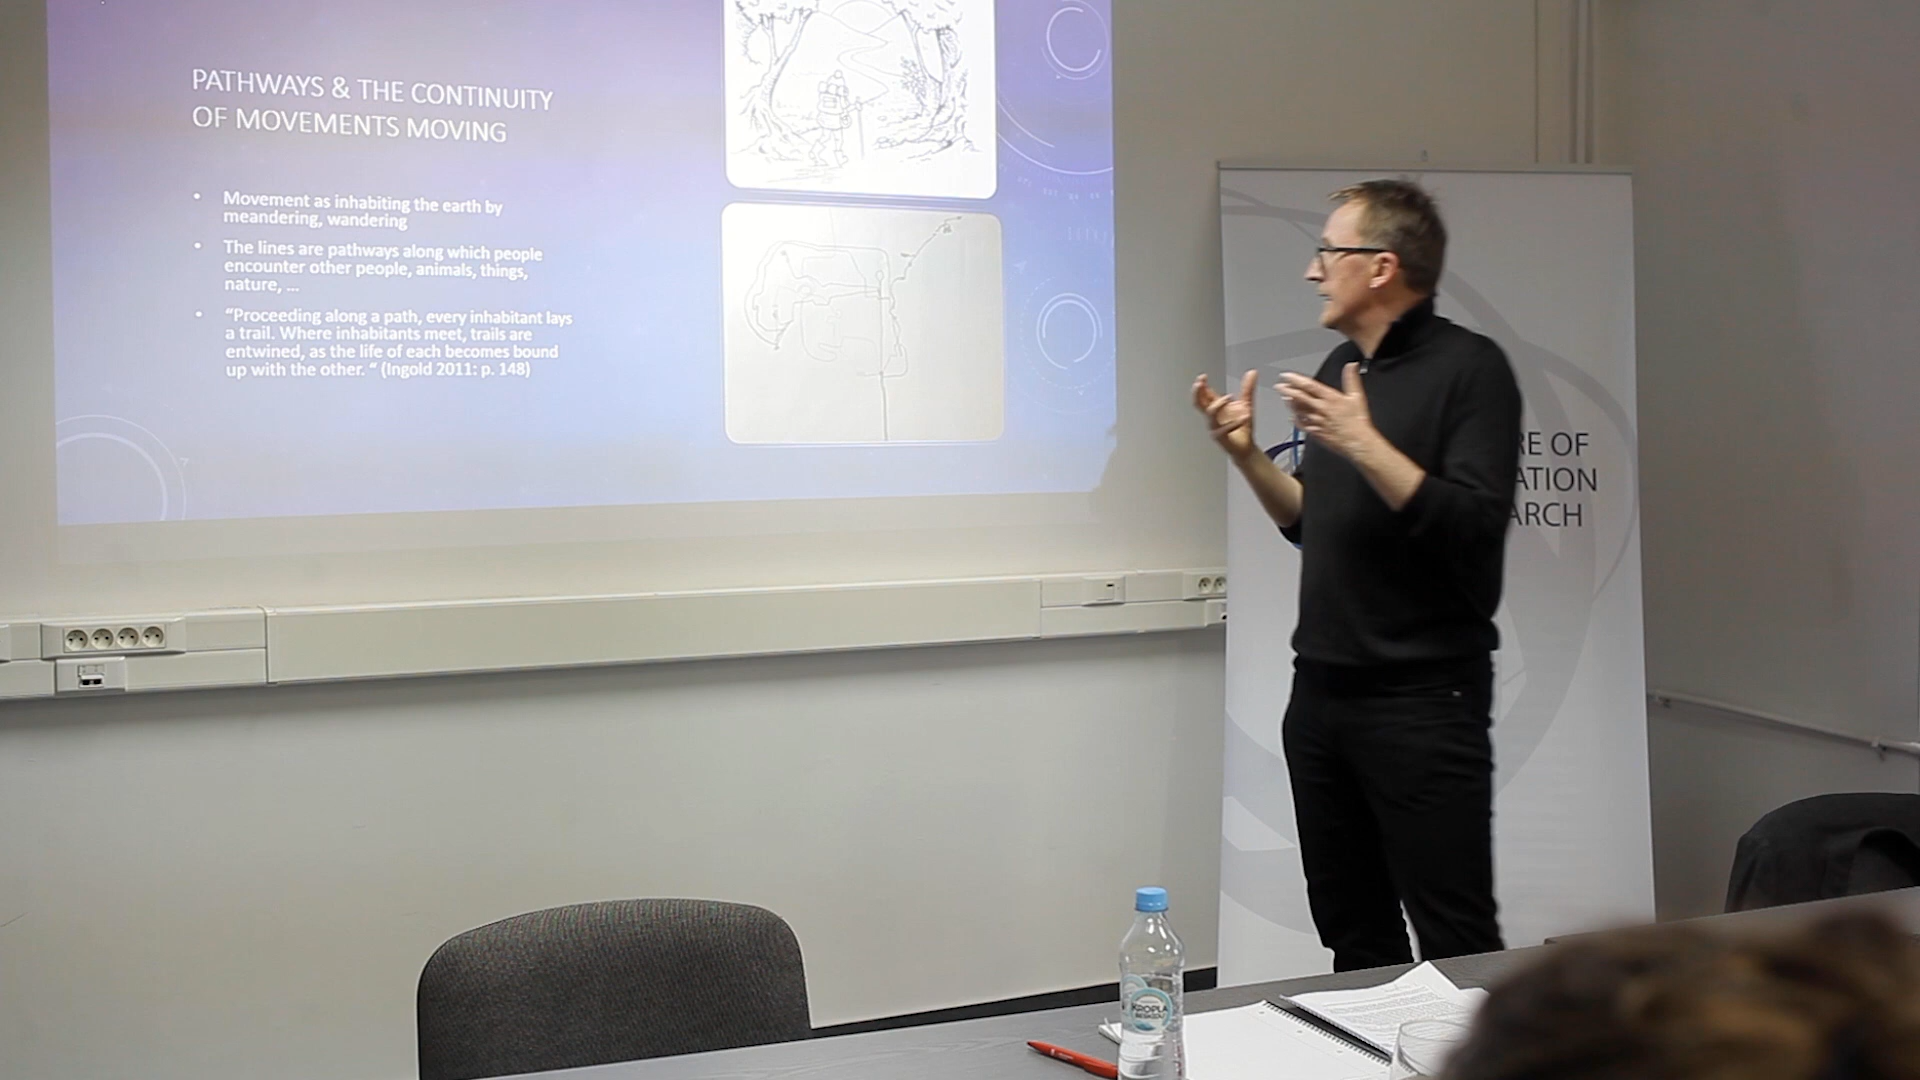 PATHWAYS & THE CONTINUITY
OF MOVEMENTS MOVING
• Movement as inhabiting the earth by
meandering, wandering
• The lines are pathways along which people
encounter other people, animals, things,
nature, ...
• “Proceeding along a path, every inhabitant lays
a trail. Where inhabitants meet, trails are
entwined, as the life of each becomes bound
up with the other. “ (Ingold 2011: p. 148)
RE OF
ATION
ARCH
KROPLA
BESKIDU